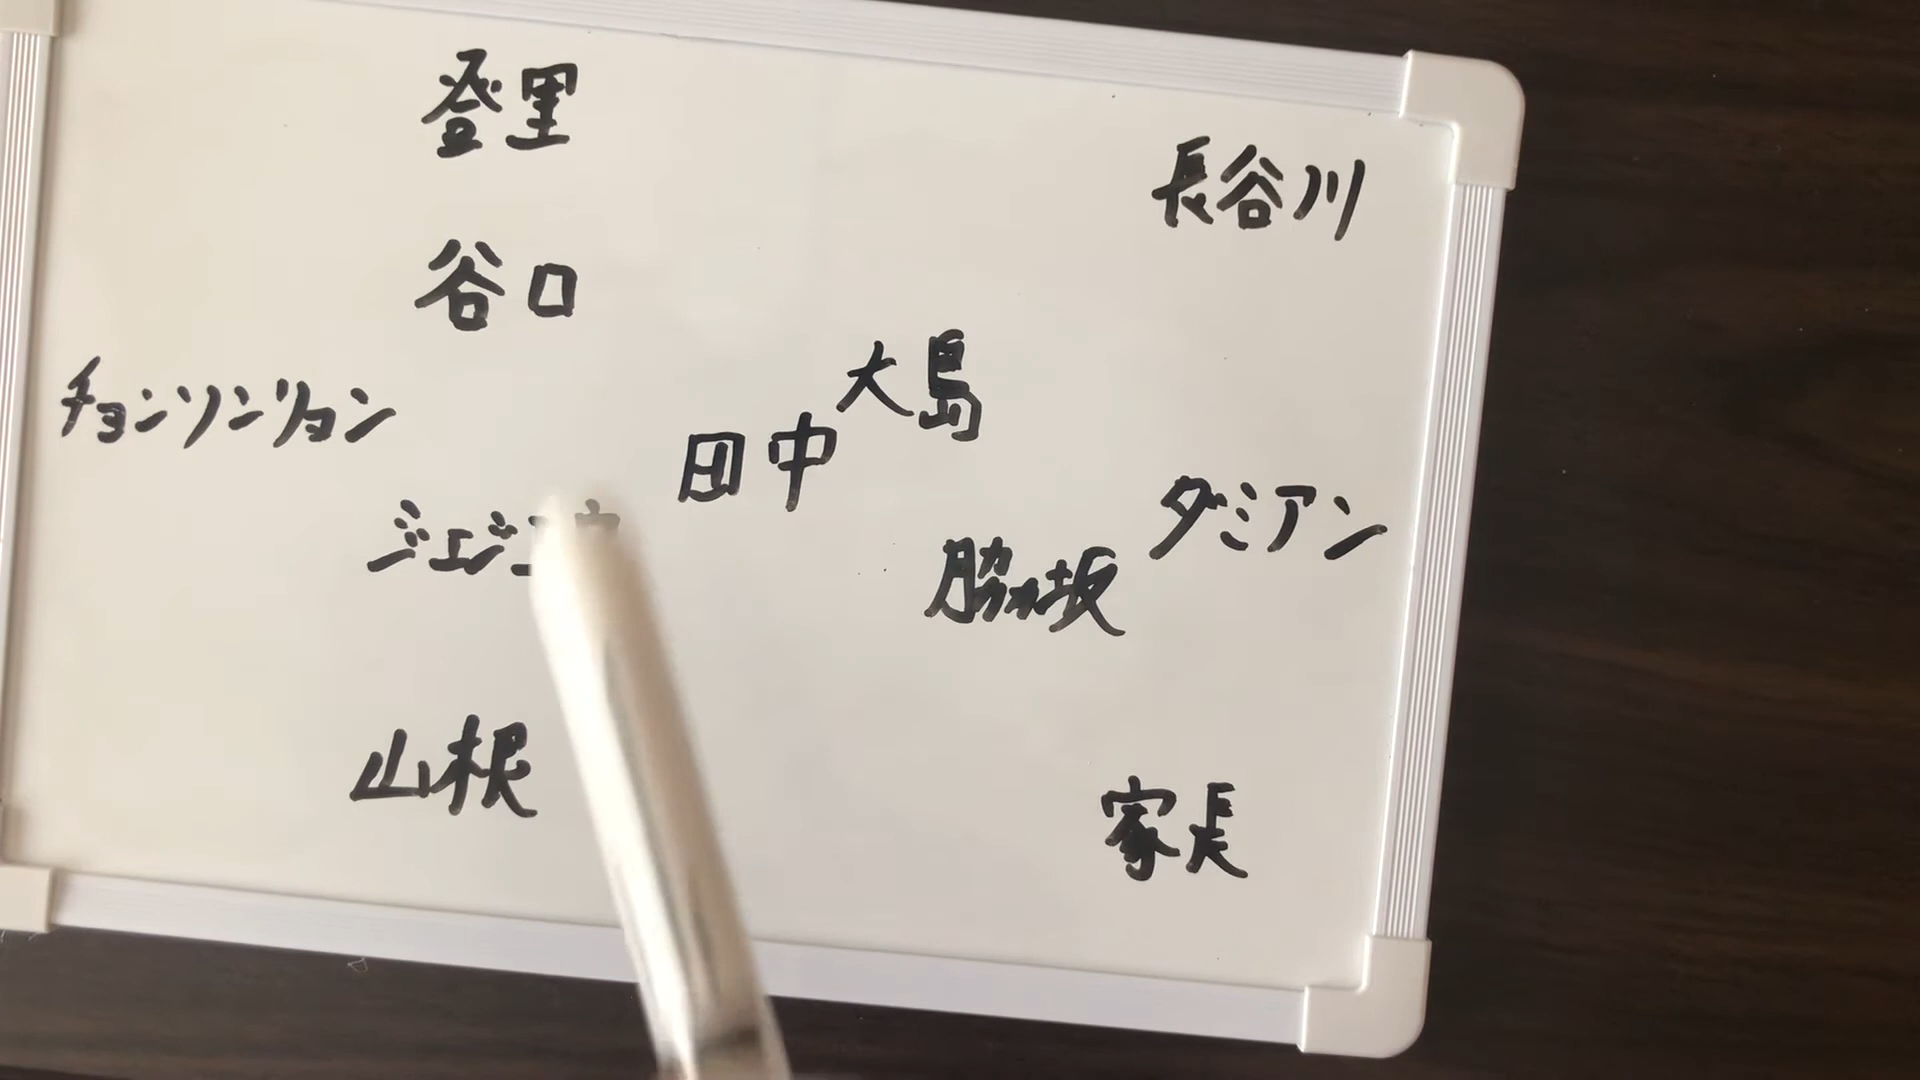 登里
長谷川
谷口
大島
チョンソンリョン
田中
ダミアン
脇坂
山根
家長